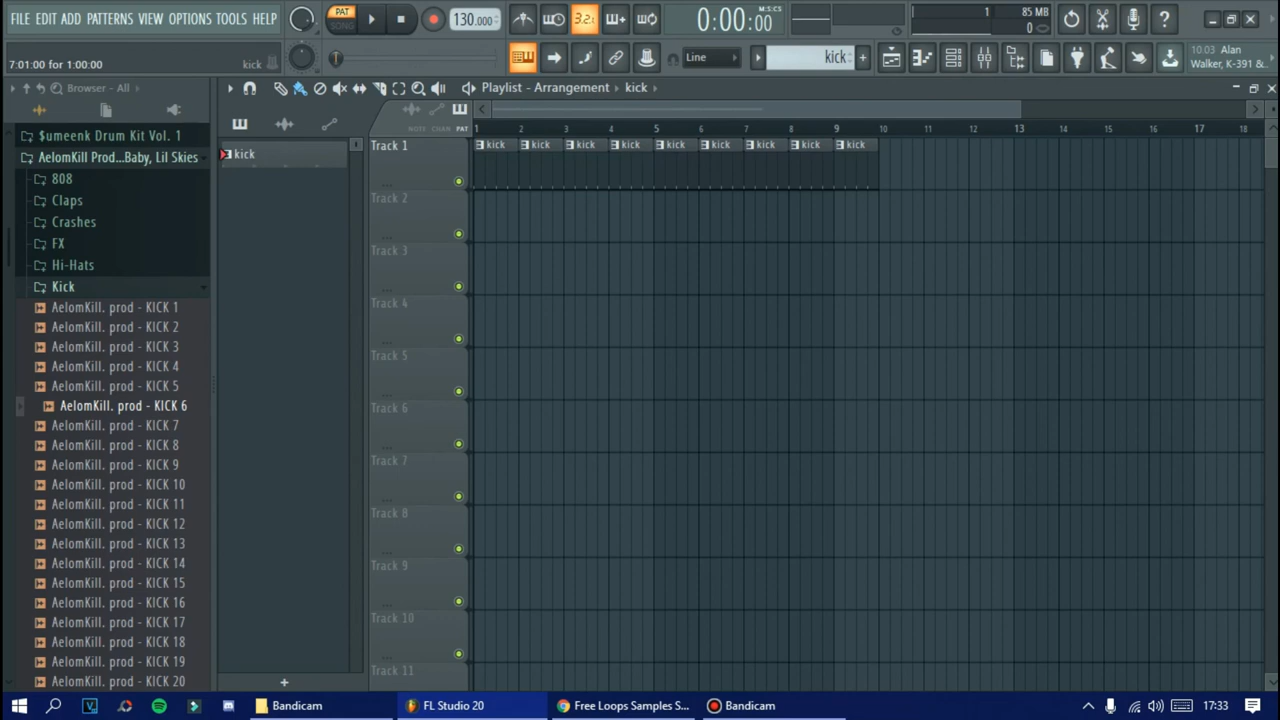 FILE EDIT ADD PATTERNS VIEW OPTIONS TOOLS HELP
PAT
SONG
130.000
3.2.
0:00:00
M:S:CS
1
85 MB
0
7:01:00 for 1:00:00
kick
Line
kick
10.03 Alan
Walker, K-391 &
Browser - All
Playlist - Arrangement
kick
NOTE CHAN PAT
1 2 3 4 5 6 7 8 9 10 11 12 13 14 15 16 17 18
$umeenk Drum Kit Vol. 1
AelomKill Prod...Baby, Lil Skies
808
Claps
Crashes
FX
Hi-Hats
Kick
AelomKill. prod - KICK 1
AelomKill. prod - KICK 2
AelomKill. prod - KICK 3
AelomKill. prod - KICK 4
AelomKill. prod - KICK 5
AelomKill. prod - KICK 6
AelomKill. prod - KICK 7
AelomKill. prod - KICK 8
AelomKill. prod - KICK 9
AelomKill. prod - KICK 10
AelomKill. prod - KICK 11
AelomKill. prod - KICK 12
AelomKill. prod - KICK 13
AelomKill. prod - KICK 14
AelomKill. prod - KICK 15
AelomKill. prod - KICK 16
AelomKill. prod - KICK 17
AelomKill. prod - KICK 18
AelomKill. prod - KICK 19
AelomKill. prod - KICK 20
kick
Track 1
kick kick kick kick kick kick kick kick kick
Track 2
Track 3
Track 4
Track 5
Track 6
Track 7
Track 8
Track 9
Track 10
Track 11
Bandicam
FL Studio 20
Free Loops Samples S...
Bandicam
17:33